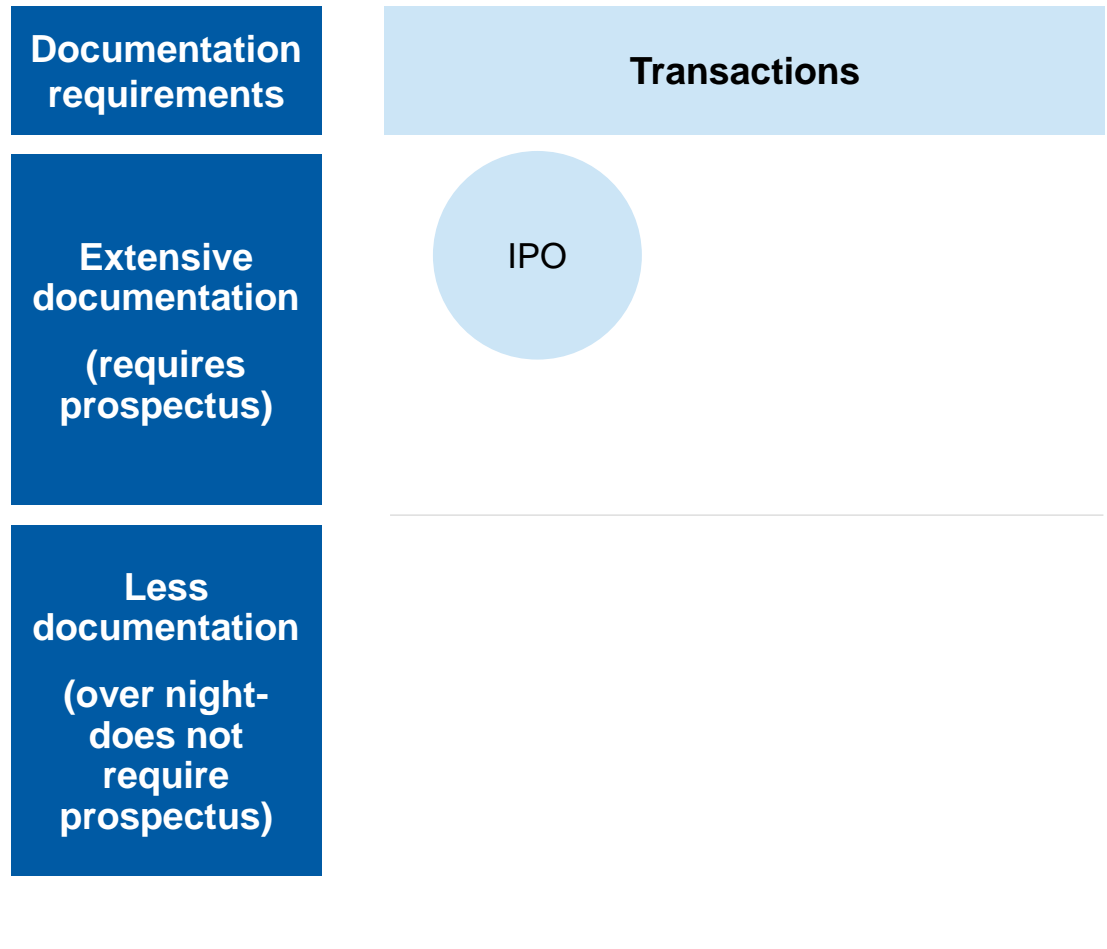 Documentation
requirements
Transactions
Extensive
documentation
(requires
prospectus)
IPO
Less
documentation
(over night-
does not
require
prospectus)